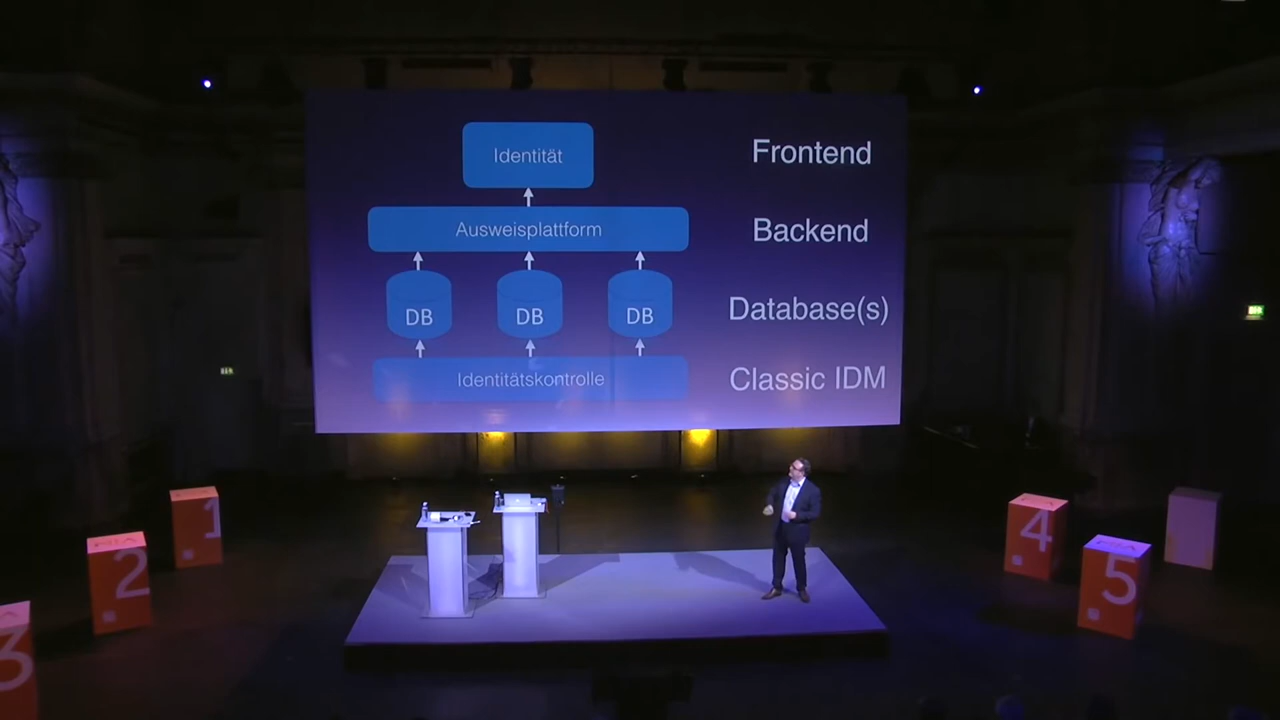 Identität
Frontend
Ausweisplattform
Backend
DB
DB
DB
Database(s)
Identitätskontrolle
Classic IDM
1
2
3
4
5